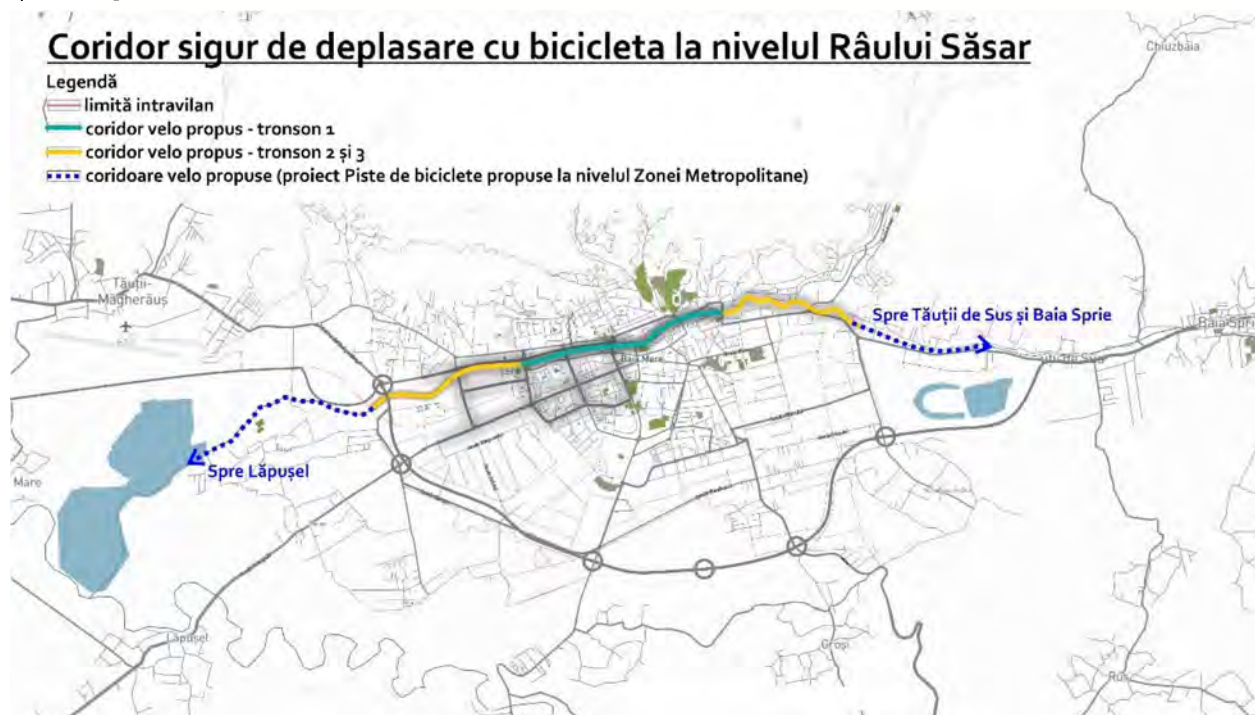 Coridor sigur de deplasare cu bicicleta la nivelul Râului Săsar
Legendă
limită intravilan
coridor velo propus - tronson 1
coridor velo propus - tronson 2 și 3
coridoare velo propuse (proiect Piste de biciclete propuse la nivelul Zonei Metropolitane)
Chiuzbăia
Tăuții-
Măgherăuș
Spre Tăuții de Sus și Baia Sprie
Baia Mare
Spre Lăpușel
Mare
Lăpușel
Groși